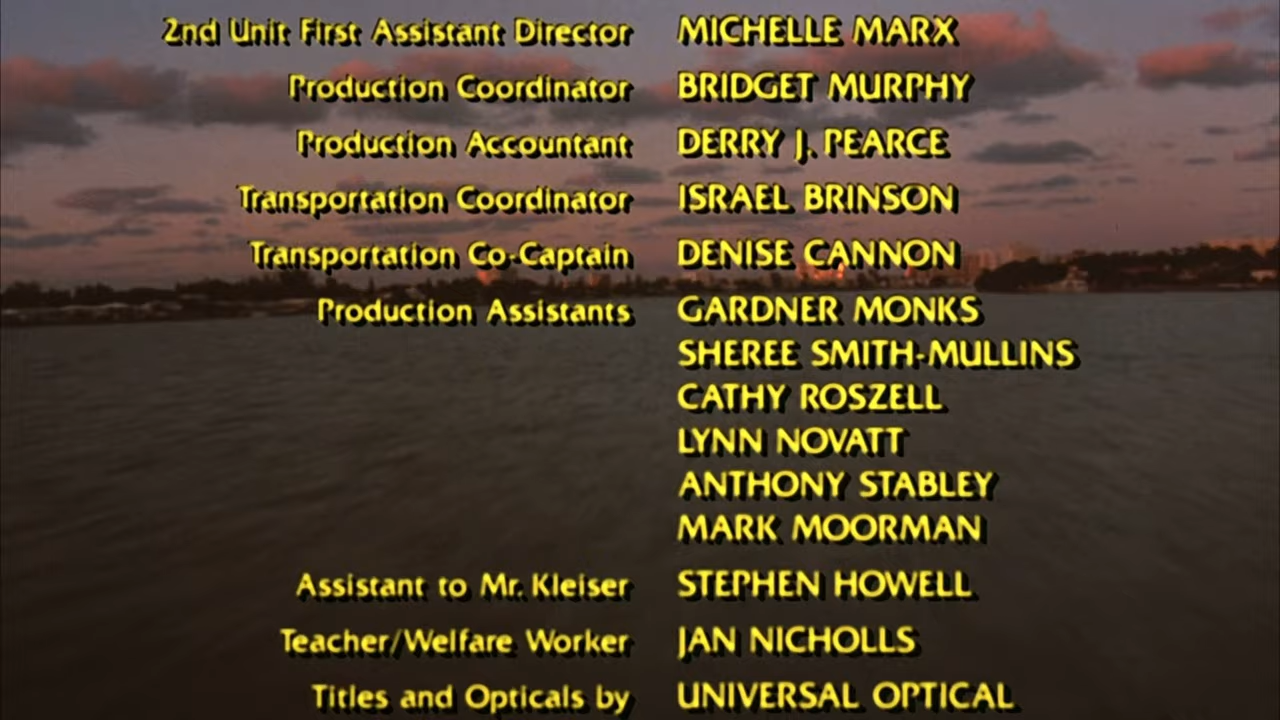 2nd Unit First Assistant Director MICHELLE MARX
Production Coordinator BRIDGET MURPHY
Production Accountant DERRY J. PEARCE
Transportation Coordinator ISRAEL BRINSON
Transportation Co-Captain DENISE CANNON
Production Assistants GARDNER MONKS
SHEREE SMITH-MULLINS
CATHY ROSZELL
LYNN NOVATT
ANTHONY STABLEY
MARK MOORMAN
Assistant to Mr. Kleiser STEPHEN HOWELL
Teacher/Welfare Worker JAN NICHOLLS
Titles and Opticals by UNIVERSAL OPTICAL